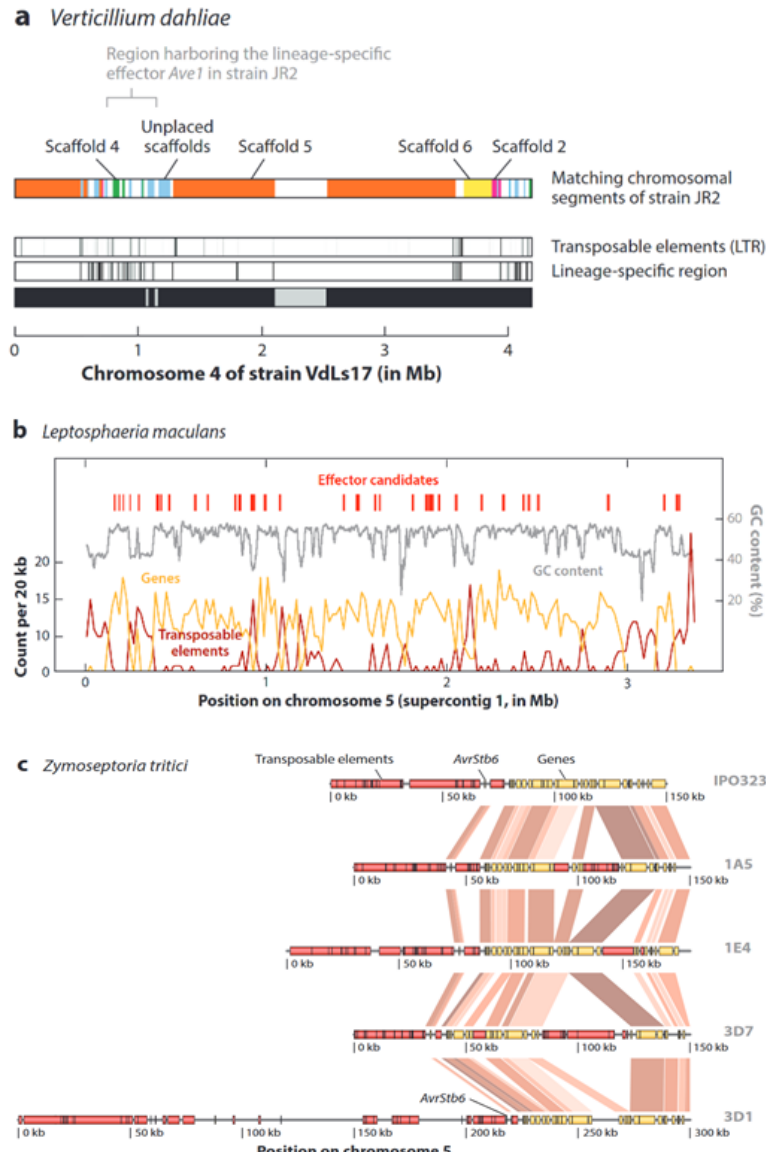 a Verticillium dahliae
Region harboring the lineage-specific
effector Ave1 in strain JR2
Unplaced
Scaffold 4 scaffolds Scaffold 5 Scaffold 6 Scaffold 2
Matching chromosomal
segments of strain JR2
Transposable elements (LTR)
Lineage-specific region
0 1 2 3 4
Chromosome 4 of strain VdLs17 (in Mb)
b Leptosphaeria maculans
Effector candidates
60
40
20
GC content (%)
GC content
Genes
Transposable
elements
Count per 20 kb
20
15
10
0
0 1 2 3
Position on chromosome 5 (supercontig 1, in Mb)
c Zymoseptoria tritici
Transposable elements AvrStb6 Genes
IPO323
0 kb 50 kb 100 kb 150 kb
1A5
0 kb 50 kb 100 kb 150 kb
1E4
0 kb 50 kb 100 kb 150 kb
3D7
0 kb 50 kb 100 kb 150 kb
AvrStb6
3D1
0 kb 50 kb 100 kb 150 kb 200 kb 250 kb 300 kb
Position on chromosome 5